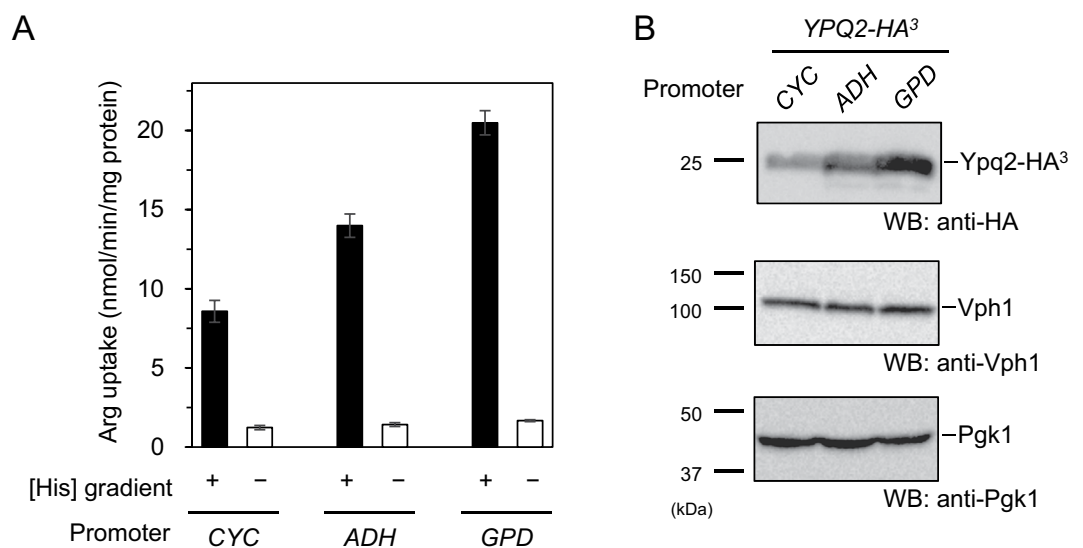 A
Arg uptake (nmol/min/mg protein)
20
15
10
5
0
[His] gradient + − + − + −
Promoter CYC ADH GPD
B
YPQ2-HA³
Promoter CYC ADH GPD
25 Ypq2-HA³
WB: anti-HA
150
100 Vph1
WB: anti-Vph1
50
Pgk1
37
(kDa) WB: anti-Pgk1